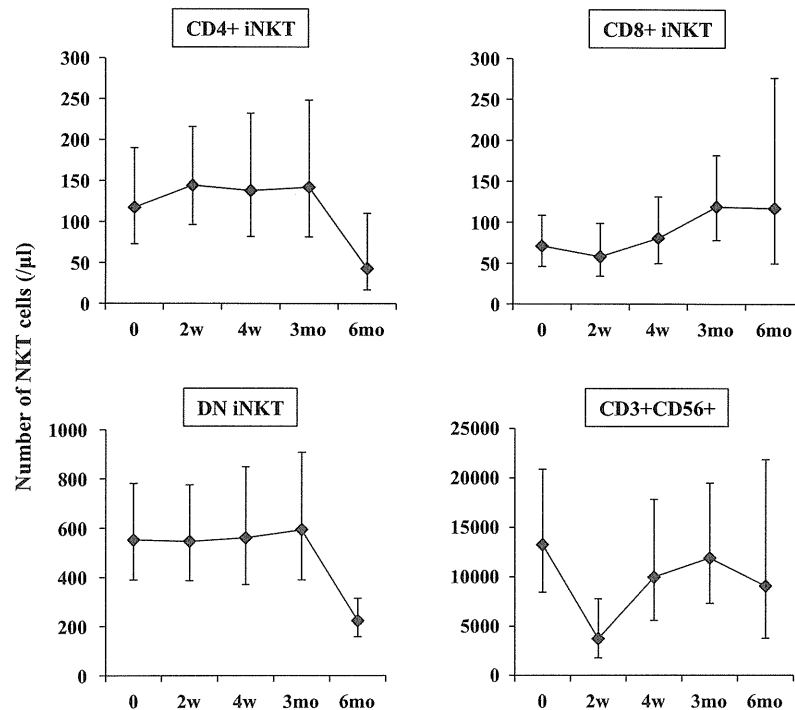 CD4+ iNKT
300
250
200
150
100
50
0
0 2w 4w 3mo 6mo
CD8+ iNKT
300
250
200
150
100
50
0
0 2w 4w 3mo 6mo
Number of NKT cells (/µl)
DN iNKT
1000
800
600
400
200
0
0 2w 4w 3mo 6mo
CD3+CD56+
25000
20000
15000
10000
5000
0
0 2w 4w 3mo 6mo